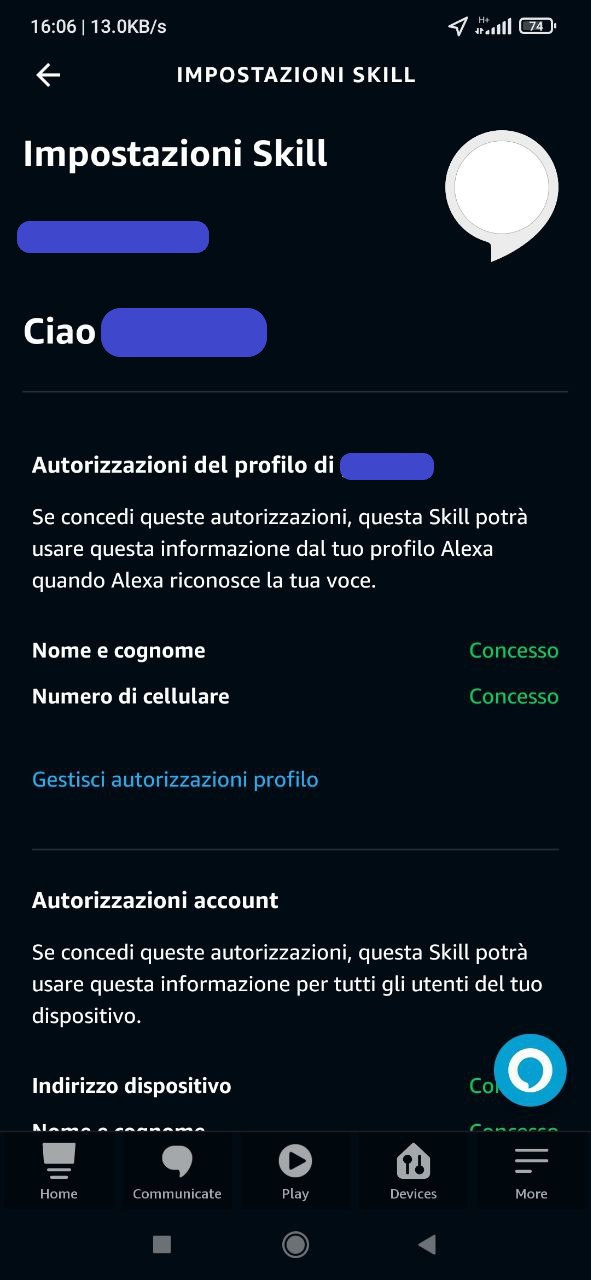 16:06 | 13.0KB/s
H+
74
IMPOSTAZIONI SKILL
Impostazioni Skill
Ciao
Autorizzazioni del profilo di
Se concedi queste autorizzazioni, questa Skill potrà
usare questa informazione dal tuo profilo Alexa
quando Alexa riconosce la tua voce.
Nome e cognome Concesso
Numero di cellulare Concesso
Gestisci autorizzazioni profilo
Autorizzazioni account
Se concedi queste autorizzazioni, questa Skill potrà
usare questa informazione per tutti gli utenti del tuo
dispositivo.
Indirizzo dispositivo
Nome e cognome Concesso
Home Communicate Play Devices More